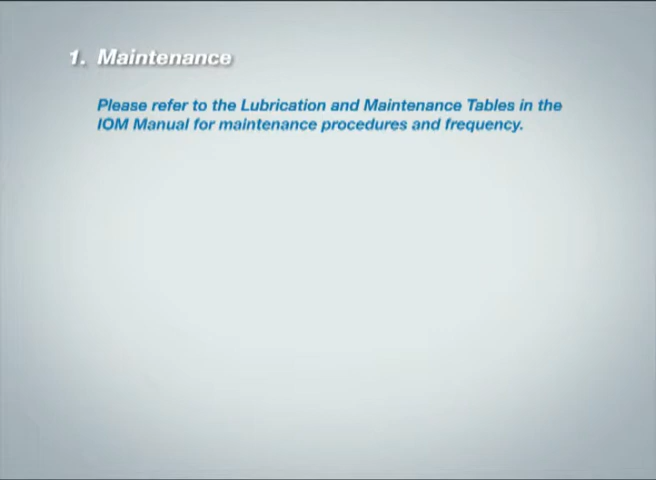 1. Maintenance
Please refer to the Lubrication and Maintenance Tables in the
IOM Manual for maintenance procedures and frequency.